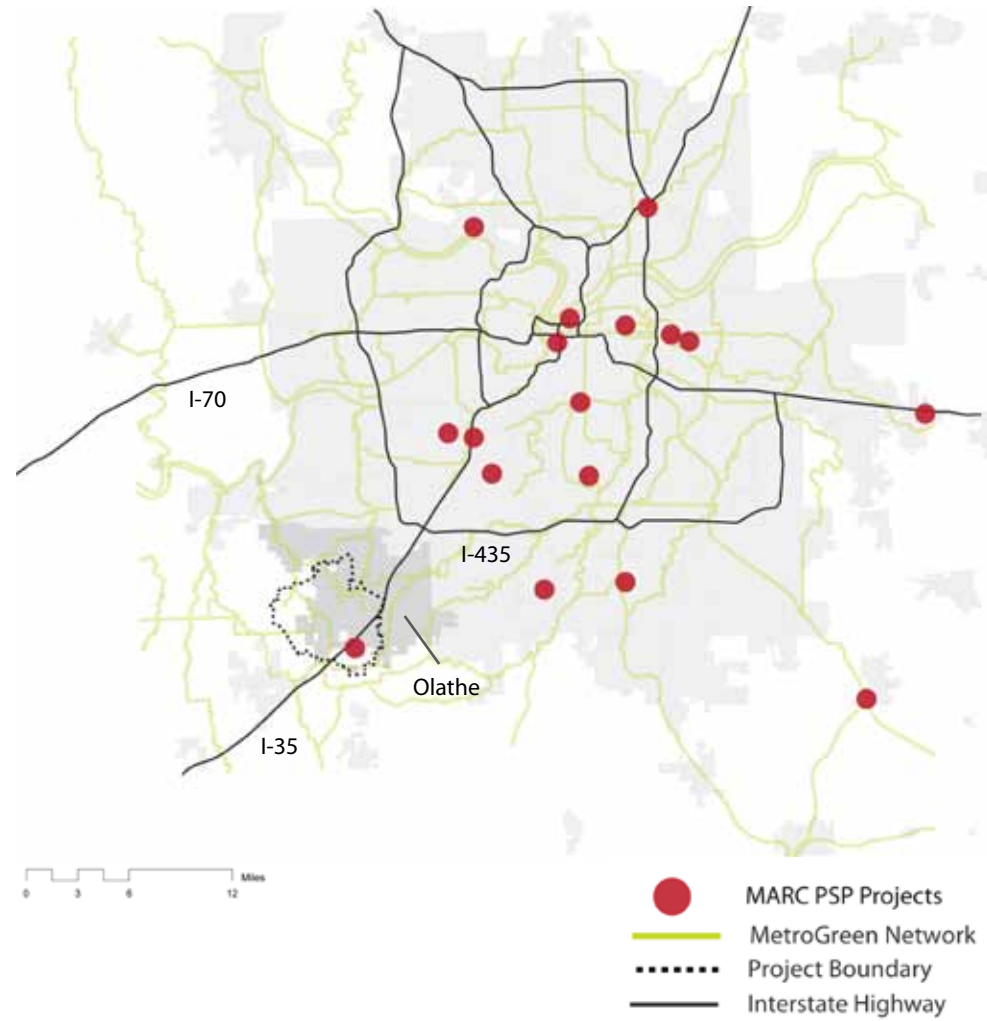 I-70
I-435
Olathe
I-35
Miles
0 3 6 12
MARC PSP Projects
MetroGreen Network
Project Boundary
Interstate Highway